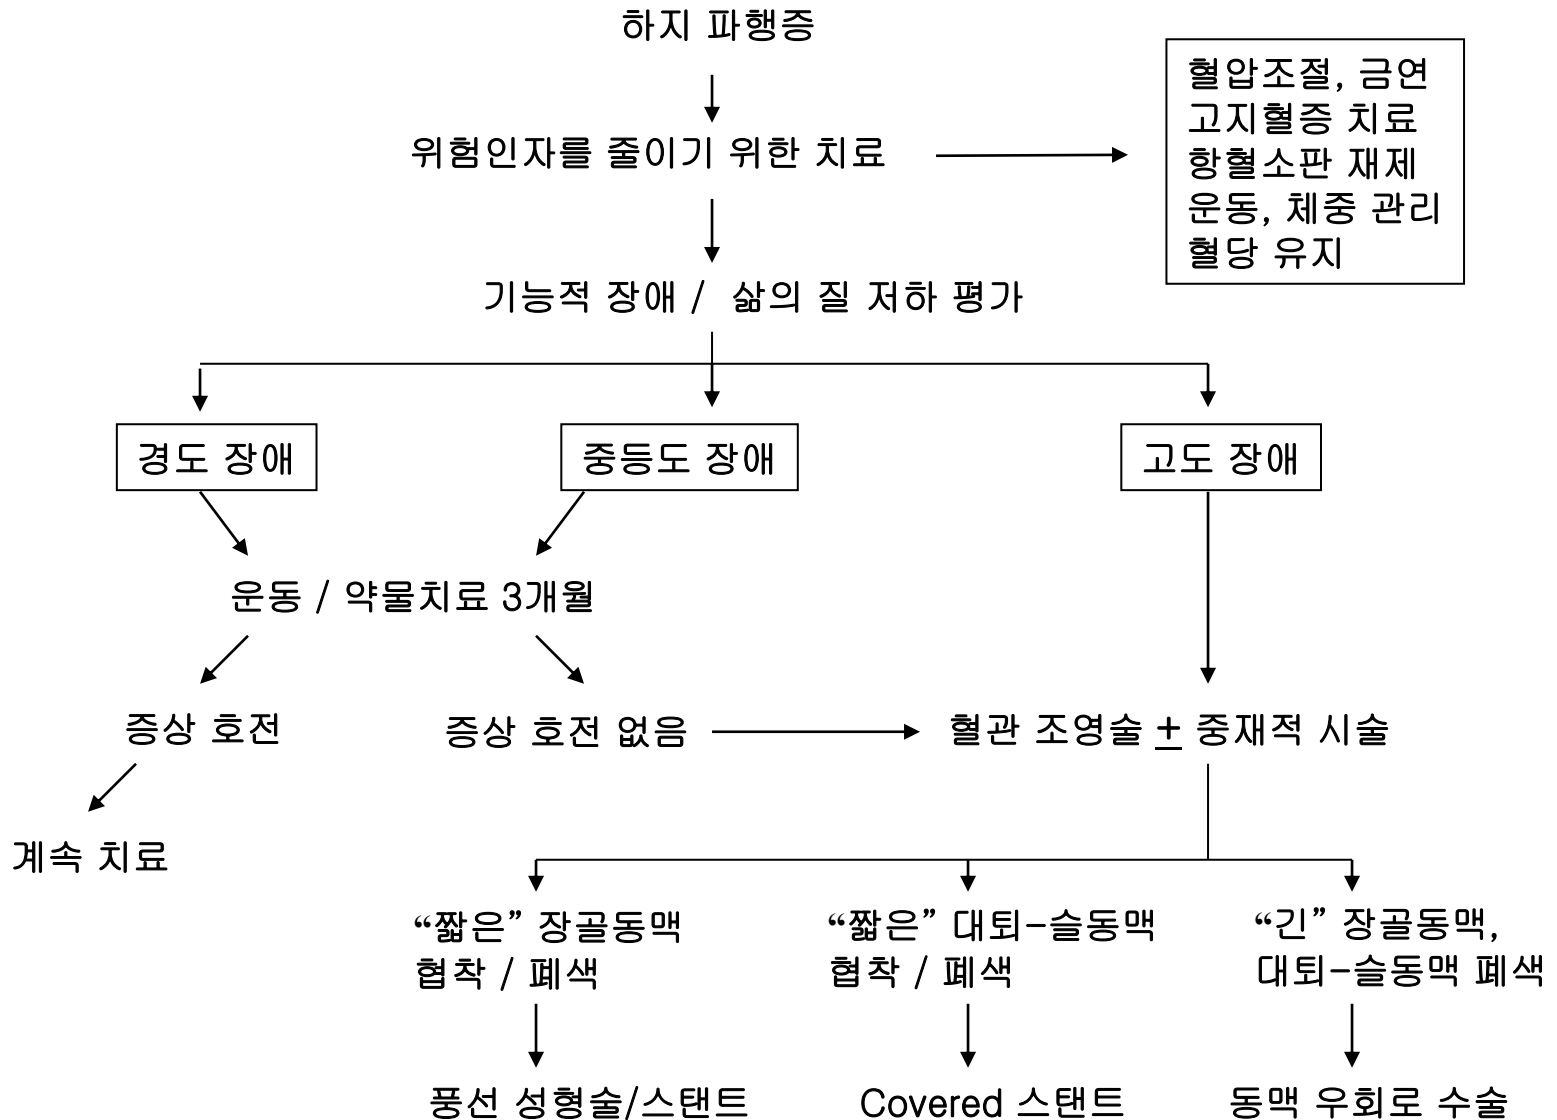 하지 파행증
혈압조절, 금연
고지혈증 치료
항혈소판 재제
운동, 체중 관리
혈당 유지
위험인자를 줄이기 위한 치료
기능적 장애 / 삶의 질 저하 평가
경도 장애
중등도 장애
고도 장애
운동 / 약물치료 3개월
증상 호전
증상 호전 없음
혈관 조영술 ± 중재적 시술
계속 치료
“짧은” 장골동맥
협착 / 폐색
“짧은” 대퇴-슬동맥
협착 / 폐색
“긴” 장골동맥,
대퇴-슬동맥 폐색
풍선 성형술/스탠트
Covered 스탠트
동맥 우회로 수술